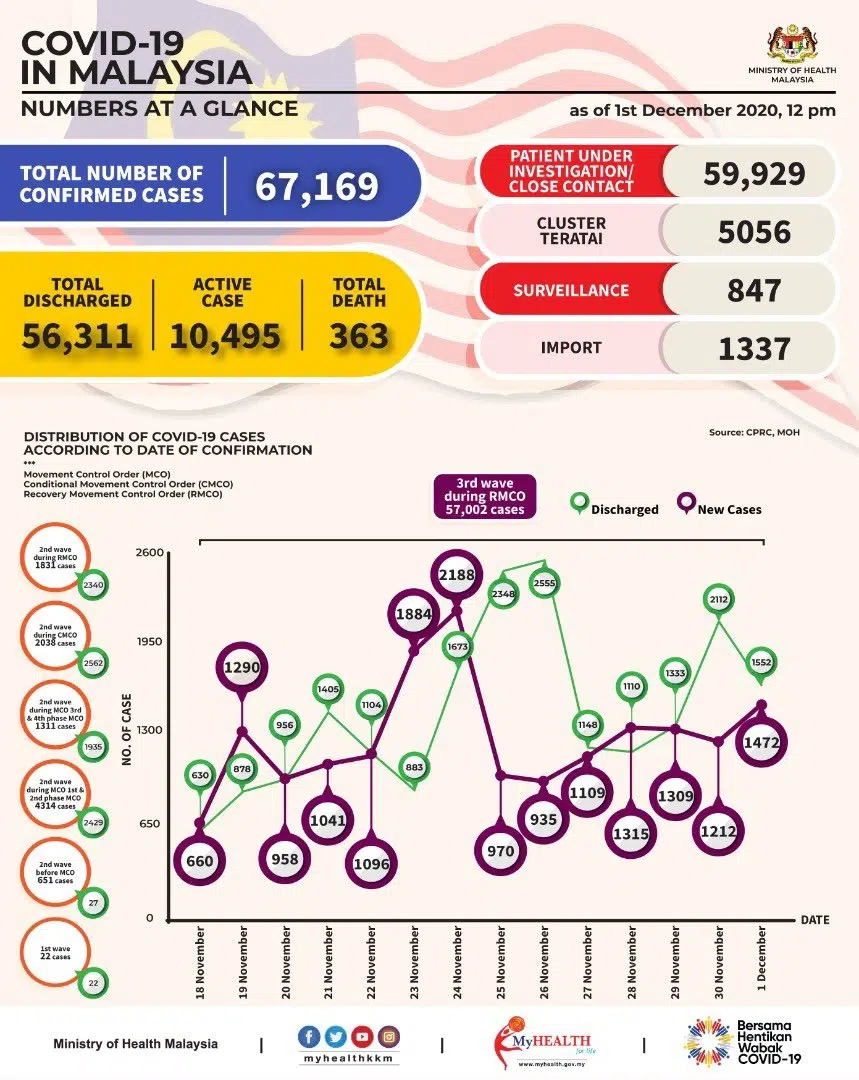 COVID-19
IN MALAYSIA
NUMBERS AT A GLANCE
MINISTRY OF HEALTH
MALAYSIA
as of 1st December 2020, 12 pm
TOTAL NUMBER OF
CONFIRMED CASES
67,169
TOTAL
DISCHARGED
56,311
ACTIVE
CASE
10,495
TOTAL
DEATH
363
PATIENT UNDER
INVESTIGATION/
CLOSE CONTACT
59,929
CLUSTER
TERATAI
5056
SURVEILLANCE
847
IMPORT
1337
DISTRIBUTION OF COVID-19 CASES
ACCORDING TO DATE OF CONFIRMATION
***
Movement Control Order (MCO)
Conditional Movement Control Order (CMCO)
Recovery Movement Control Order (RMCO)
Source: CPRC, MOH
3rd wave
during RMCO
57,002 cases
Discharged
New Cases
2nd wave
during RMCO
1831 cases
2340
2nd wave
during CMCO
2038 cases
2562
2nd wave
during MCO 3rd
& 4th phase MCO
1311 cases
1935
2nd wave
during MCO 1st &
2nd phase MCO
4314 cases
2429
2nd wave
before MCO
651 cases
27
1st wave
22 cases
22
NO. OF CASE
2600
1950
1300
650
0
630
878
956
1405
1104
883
1673
2348
2555
1148
1110
1333
2112
1552
660
1290
958
1041
1096
1884
2188
970
935
1109
1315
1309
1212
1472
DATE
18 November
19 November
20 November
21 November
22 November
23 November
24 November
25 November
26 November
27 November
28 November
29 November
30 November
1 December
Ministry of Health Malaysia
|
myhealthkkm
|
MyHEALTH
for life
www.myhealth.gov.my
|
Bersama
Hentikan
Wabak
COVID-19